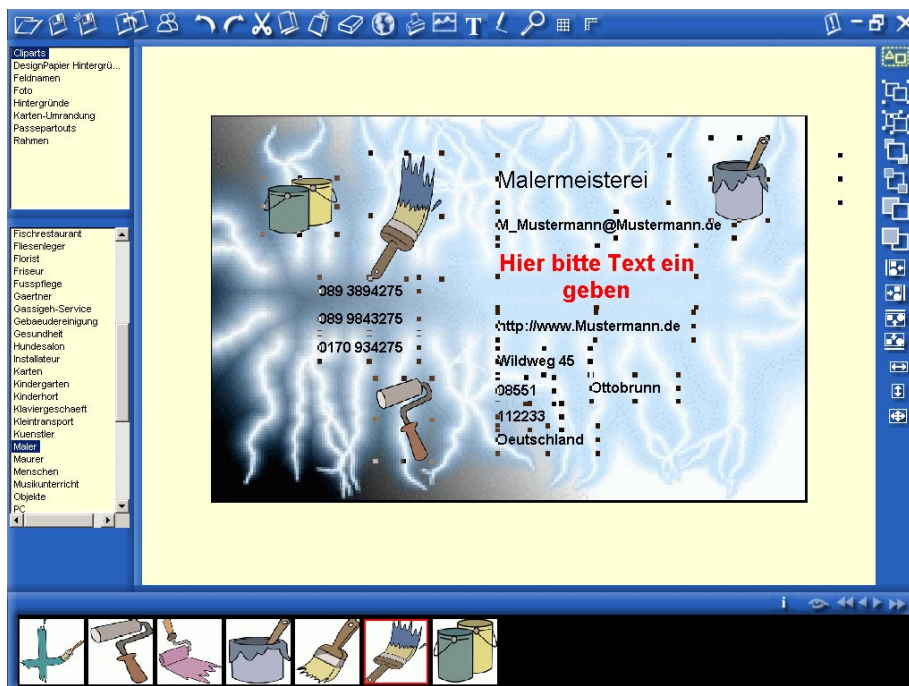 Cliparts
DesignPapier Hintergrü...
Feldnamen
Foto
Hintergründe
Karten-Umrandung
Passepartouts
Rahmen
Fischrestaurant
Fliesenleger
Florist
Friseur
Fusspflege
Gaertner
Gassigeh-Service
Gebaeudereinigung
Gesundheit
Hundesalon
Installateur
Karten
Kindergarten
Kinderhort
Klaviergeschaeft
Kleintransport
Kuenstler
Maler
Maurer
Menschen
Musikunterricht
Objekte
PC
Malermeisterei
M_Mustermann@Mustermann.de
Hier bitte Text ein
geben
089 3894275
089 9843275
0170 934275
http://www.Mustermann.de
Wildweg 45
08551 Ottobrunn
112233
Deutschland